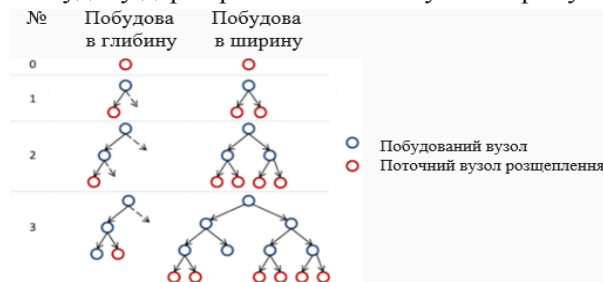 № Побудова Побудова
в глибину в ширину
0
1
2
3
Побудований вузол
Поточний вузол розщеплення